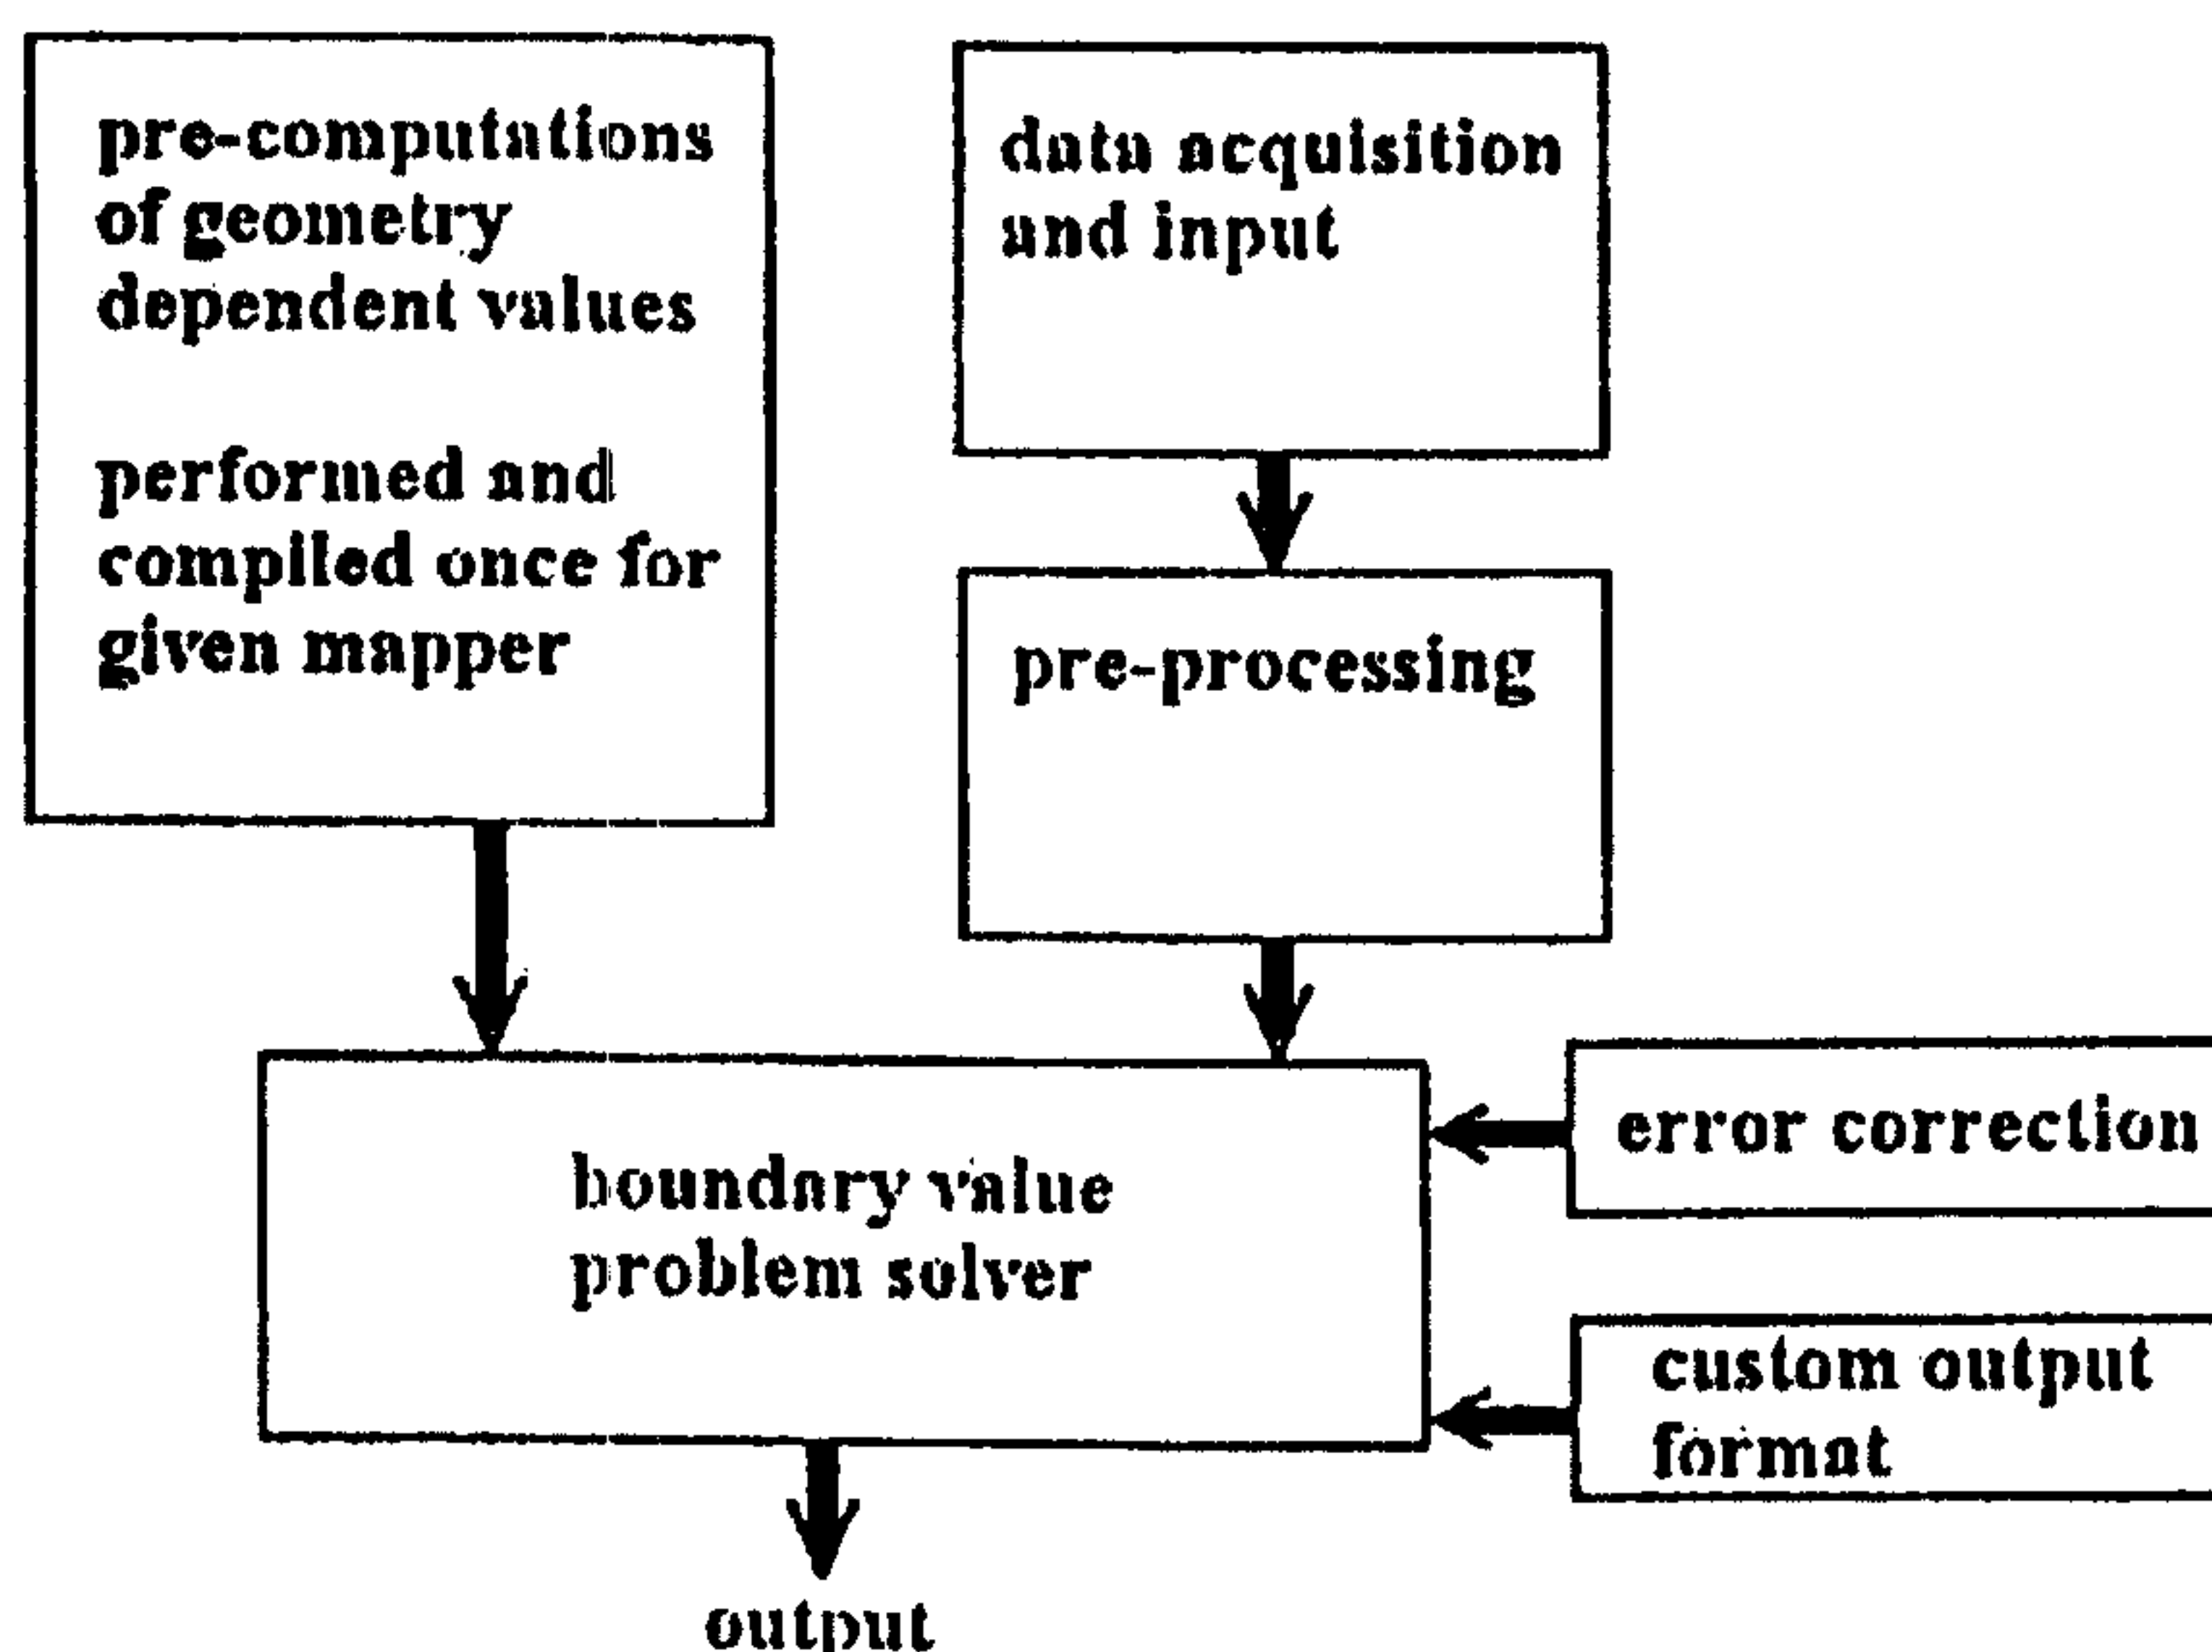 pre-computations
of geometry
dependent values
performed and
compiled once for
given mapper
data acquisition
and input
pre-processing
boundary value
problem solver
error correction
custom output
format
output